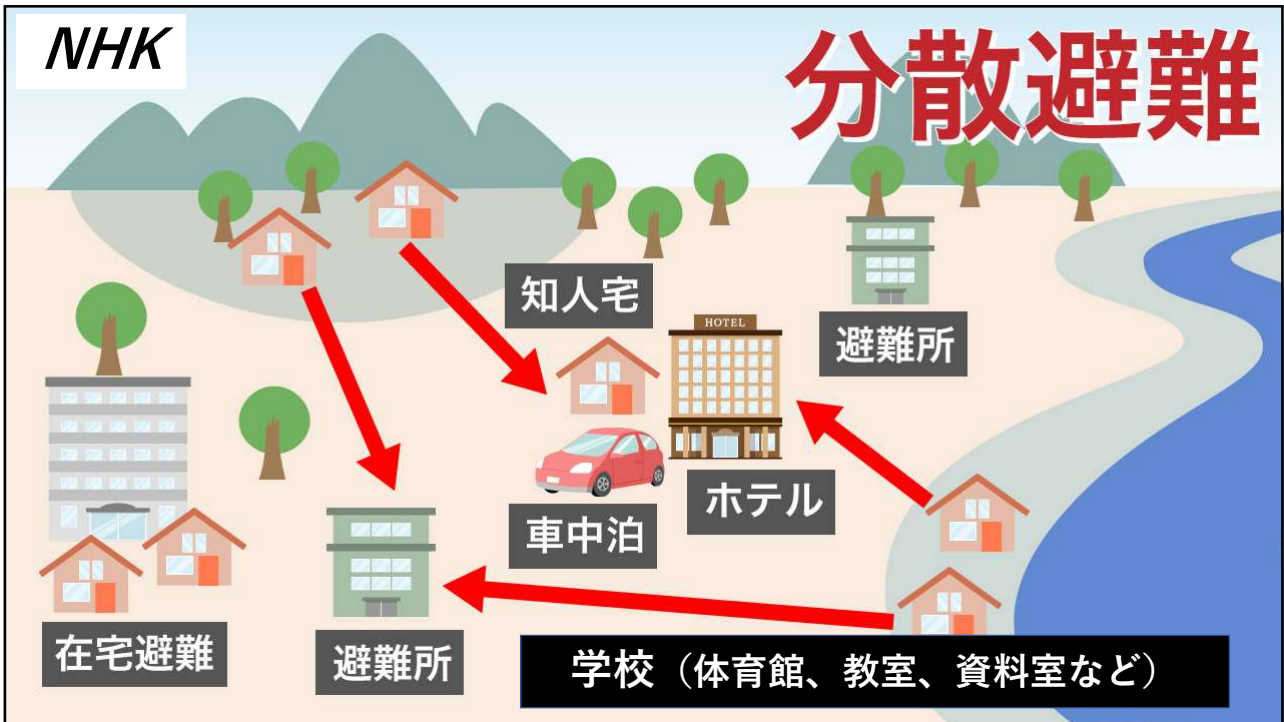 NHK
分散避難
知人宅
HOTEL
避難所
ホテル
車中泊
在宅避難
避難所
学校（体育館、教室、資料室など）